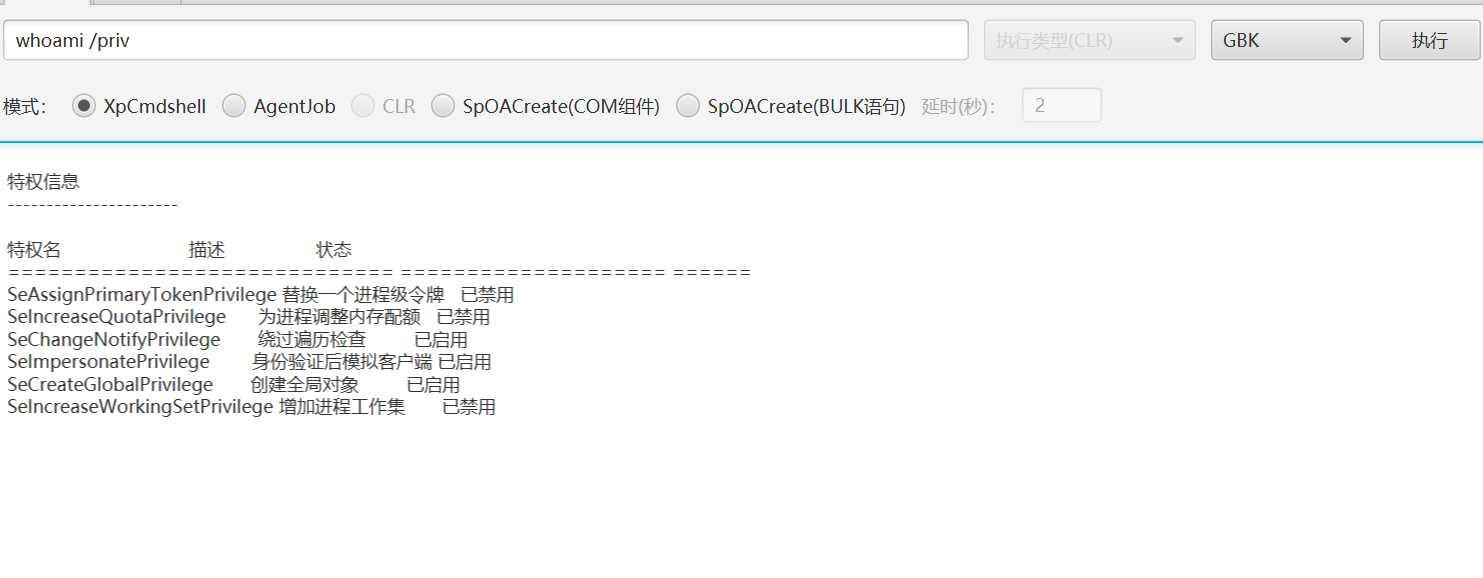 whoami /priv 执行类型(CLR) GBK 执行
模式： XpCmdshell AgentJob CLR SpOACreate(COM组件) SpOACreate(BULK语句) 延时(秒)： 2
特权信息
----------------------
特权名 描述 状态
============================= ==================== ======
SeAssignPrimaryTokenPrivilege 替换一个进程级令牌 已禁用
SeIncreaseQuotaPrivilege 为进程调整内存配额 已禁用
SeChangeNotifyPrivilege 绕过遍历检查 已启用
SeImpersonatePrivilege 身份验证后模拟客户端 已启用
SeCreateGlobalPrivilege 创建全局对象 已启用
SeIncreaseWorkingSetPrivilege 增加进程工作集 已禁用